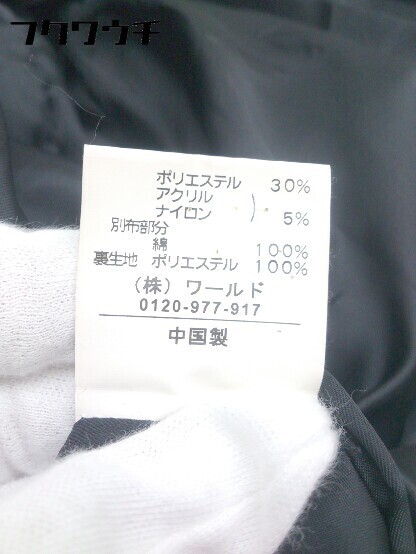 フクワウチ
ポリエステル 30%
アクリル
ナイロン ) 5%
別布部分
綿 100%
裏生地 ポリエステル 100%
(株)ワールド
0120-977-917
中国製